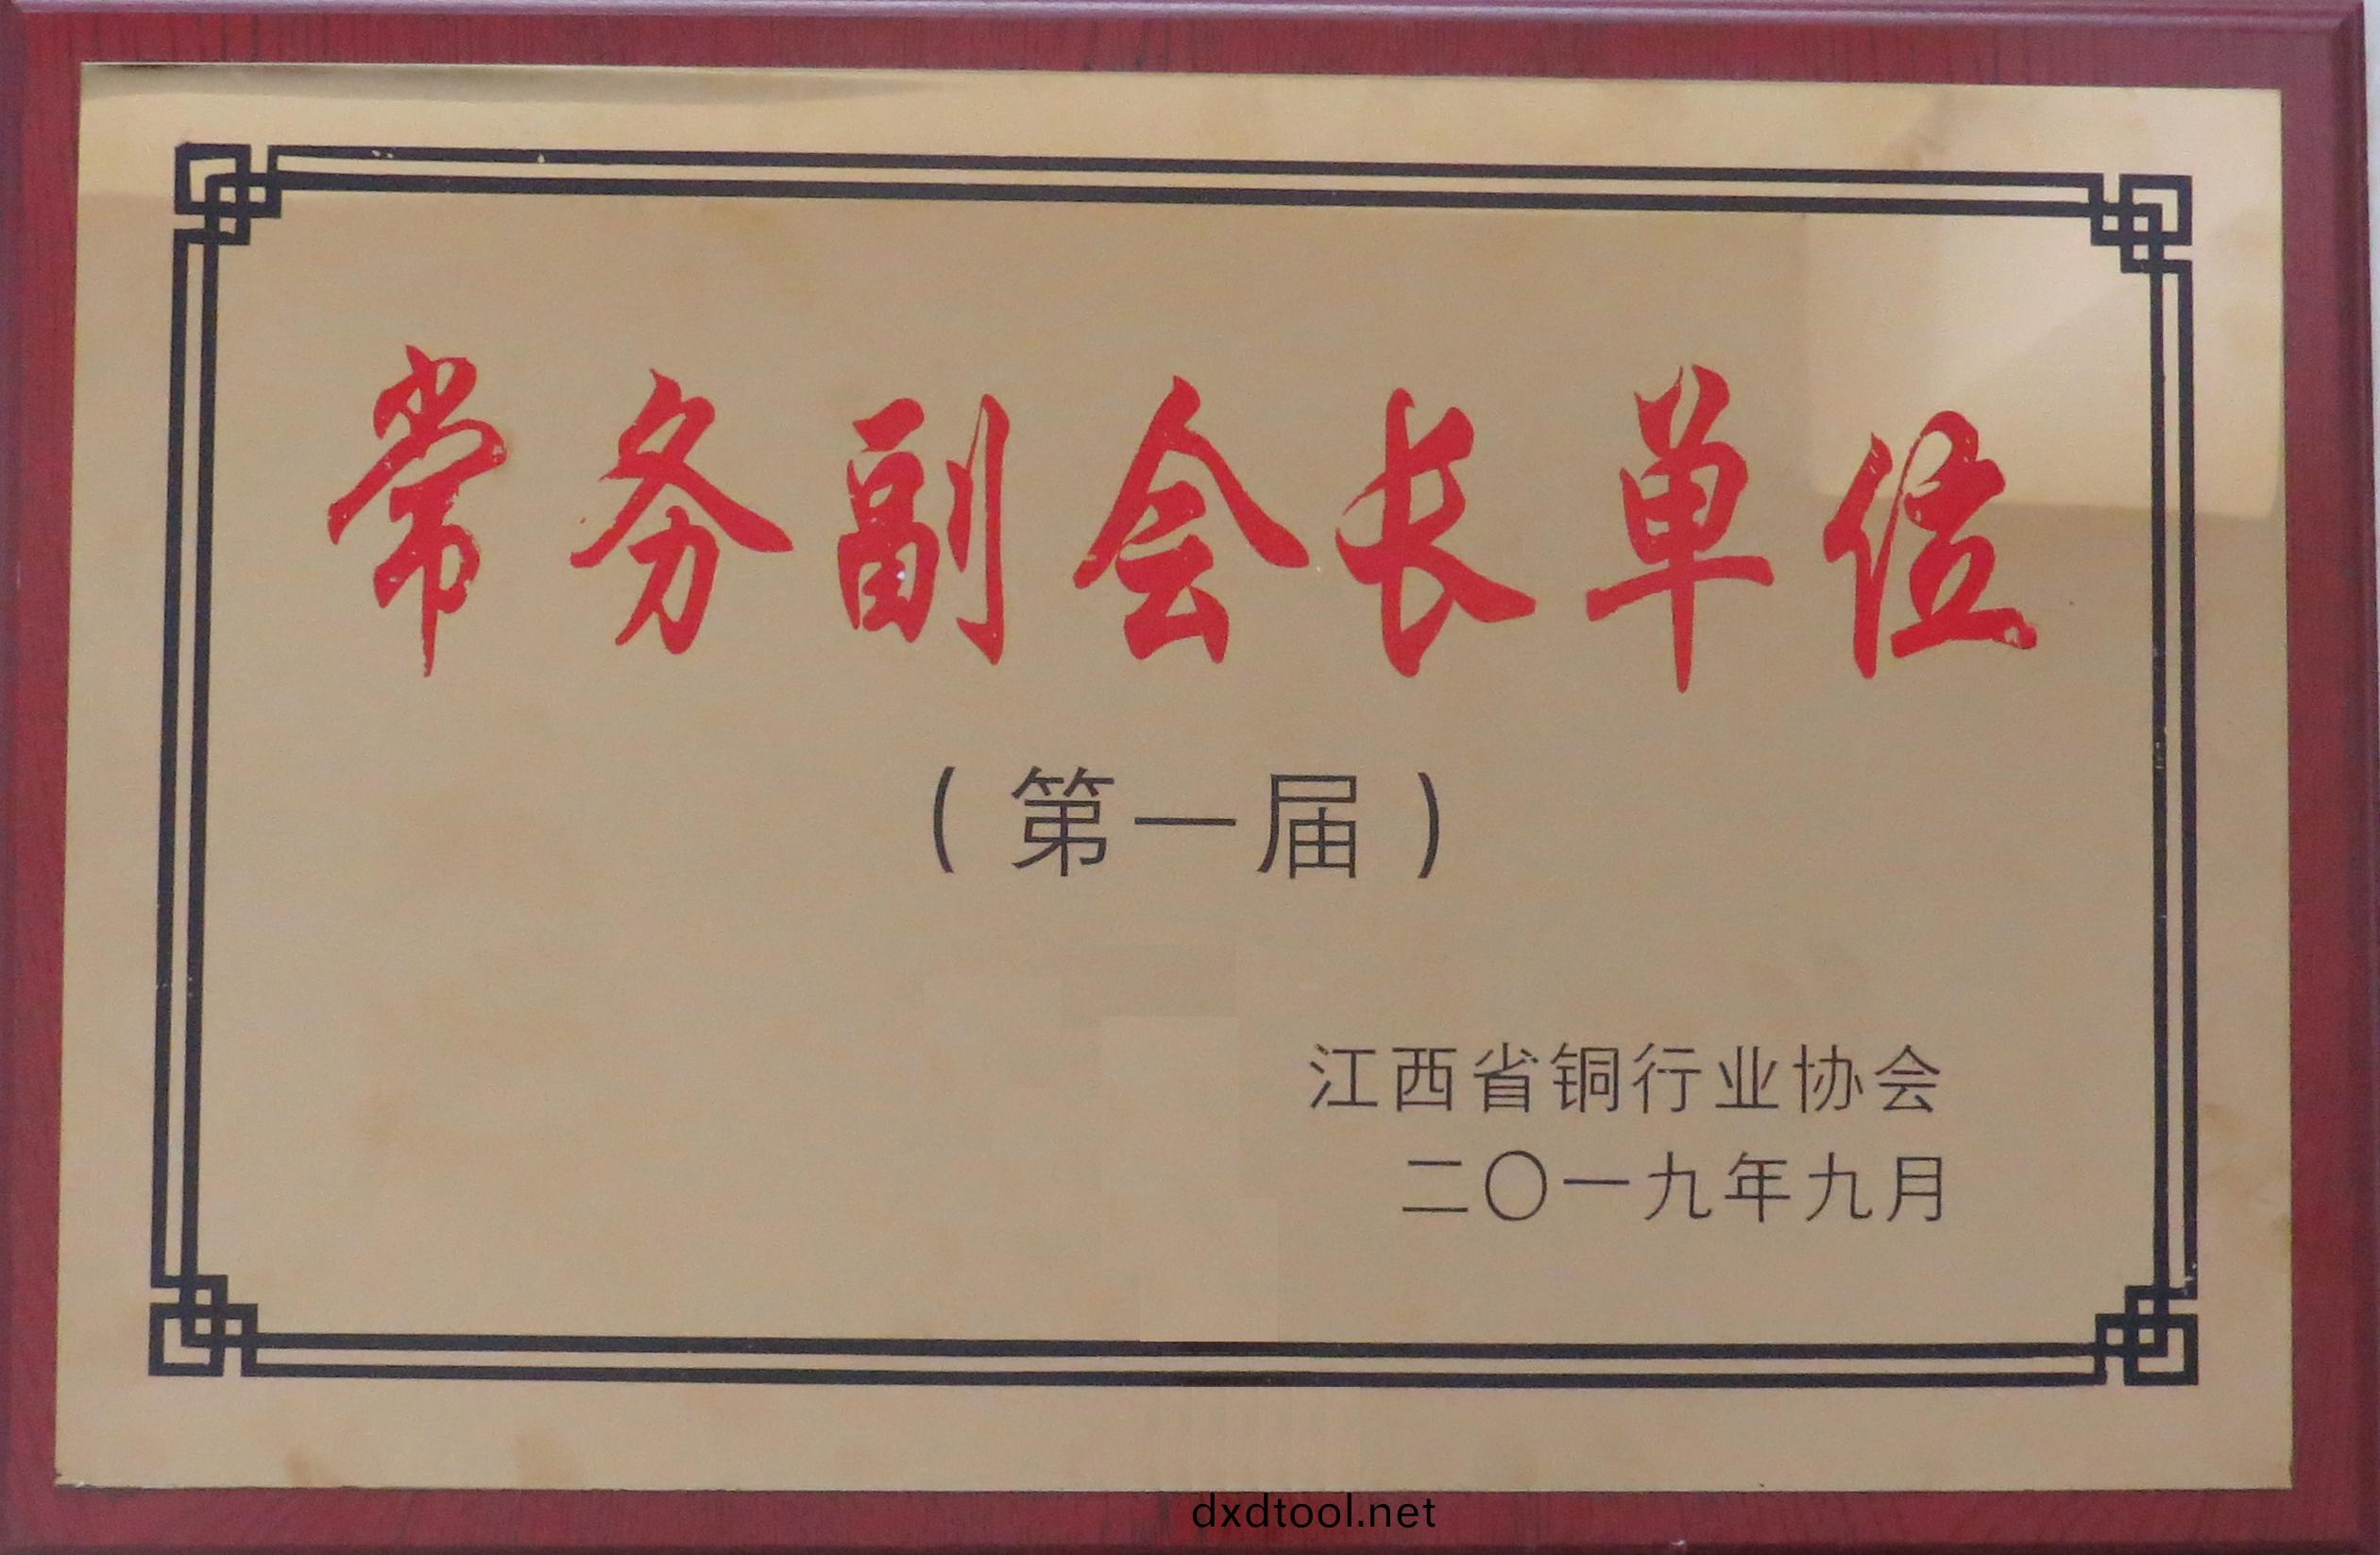 常务副会长单位
（第一届）
江西省铜行业协会
二〇一九年九月
dxdtool.net